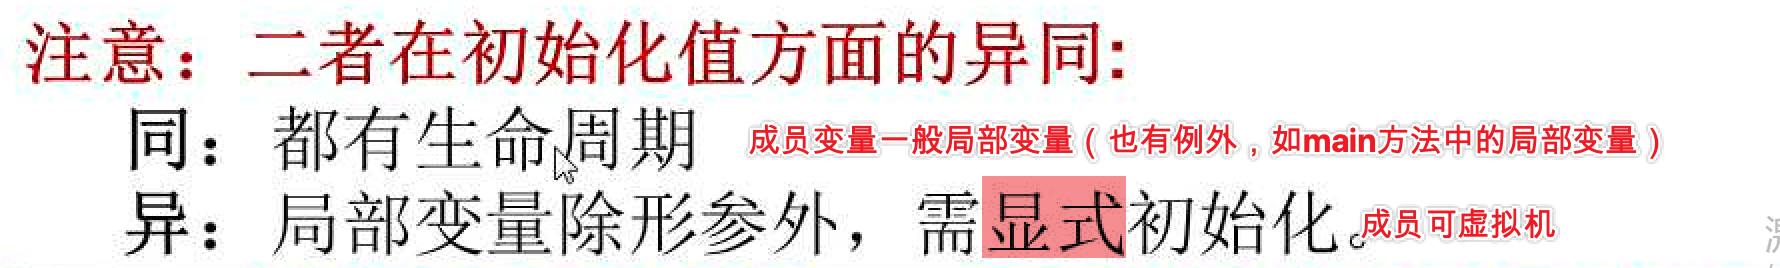 注意：二者在初始化值方面的异同:
同：都有生命周期 成员变量一般局部变量（也有例外，如main方法中的局部变量）
异：局部变量除形参外，需显式初始化。成员可虚拟机